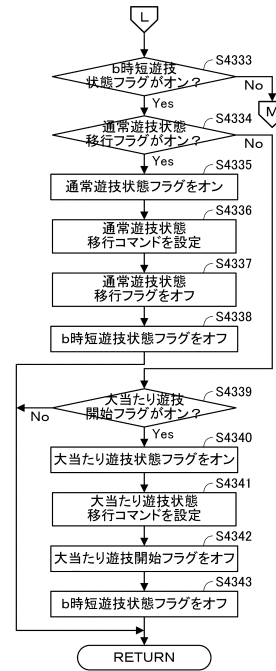 L
S4333
b時短遊技
状態フラグがオン?
No
M
Yes
S4334
通常遊技状態
移行フラグがオン?
No
Yes
S4335
通常遊技状態フラグをオン
S4336
通常遊技状態
移行コマンドを設定
S4337
通常遊技状態
移行フラグをオフ
S4338
b時短遊技状態フラグをオフ
S4339
大当たり遊技
開始フラグがオン?
No
Yes
S4340
大当たり遊技状態フラグをオン
S4341
大当たり遊技状態
移行コマンドを設定
S4342
大当たり遊技開始フラグをオフ
S4343
b時短遊技状態フラグをオフ
RETURN